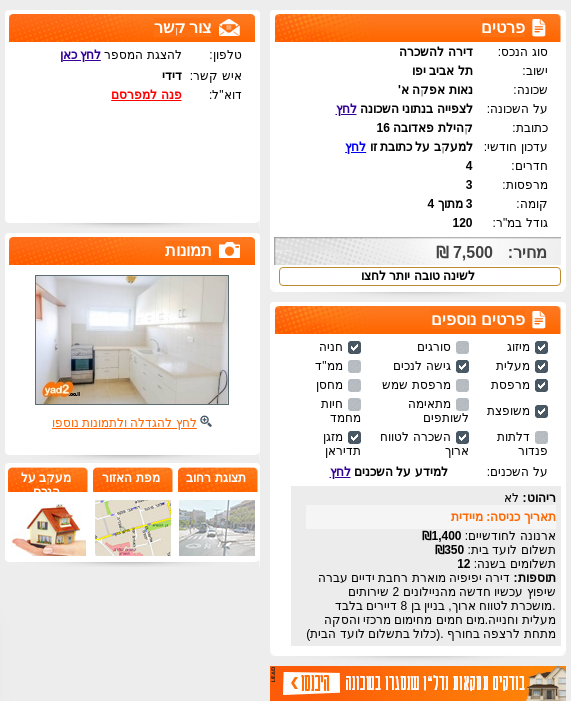 פרטים
סוג הנכס: דירה להשכרה
ישוב: תל אביב יפו
שכונה: נאות אפקה א'
על השכונה: לצפייה בנתוני השכונה לחץ
כתובת: קהילת פאדובה 16
עדכון חודשי: למעקב על כתובת זו לחץ
חדרים: 4
מרפסות: 3
קומה: 3 מתוך 4
גודל במ"ר: 120
מחיר: 7,500 ₪
לשינה טובה יותר לחצו
פרטים נוספים
מיזוג סורגים חניה
מעלית גישה לנכים ממ"ד
מרפסת מרפסת שמש מחסן
משופצת מתאימה לשותפים חיות מחמד
דלתות פנדור השכרה לטווח ארוך מזגן תדיראן
על השכנים: למידע על השכנים לחץ
ריהוט: לא
תאריך כניסה: מיידית
ארנונה לחודשיים: 1,400₪
תשלום לועד בית: 350₪
תשלומים בשנה: 12
תוספות: דירה יפיפיה מוארת רחבת ידיים עברה
שיפוץ עכשיו חדשה מהניילונים 2 שירותים
.מושכרת לטווח ארוך, בניין בן 8 דיירים בלבד
מעלית וחנייה.מים חמים מחימום מרכזי והסקה
מתחת לרצפה בחורף .(כלול בתשלום לועד הבית)
בודקים עסקאות נדל"ן שנסגרו בשכונה
היכנסו
צור קשר
טלפון: להצגת המספר לחץ כאן
איש קשר: דידי
דוא"ל: פנה למפרסם
תמונות
yad2
לחץ להגדלה ולתמונות נוספו
תצוגת רחוב
מפת האזור
מעקב על
הנכס